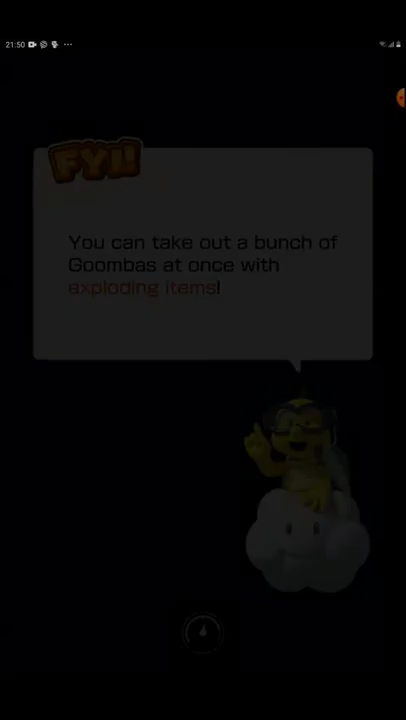 21:50
FYI!
You can take out a bunch of
Goombas at once with
exploding items!